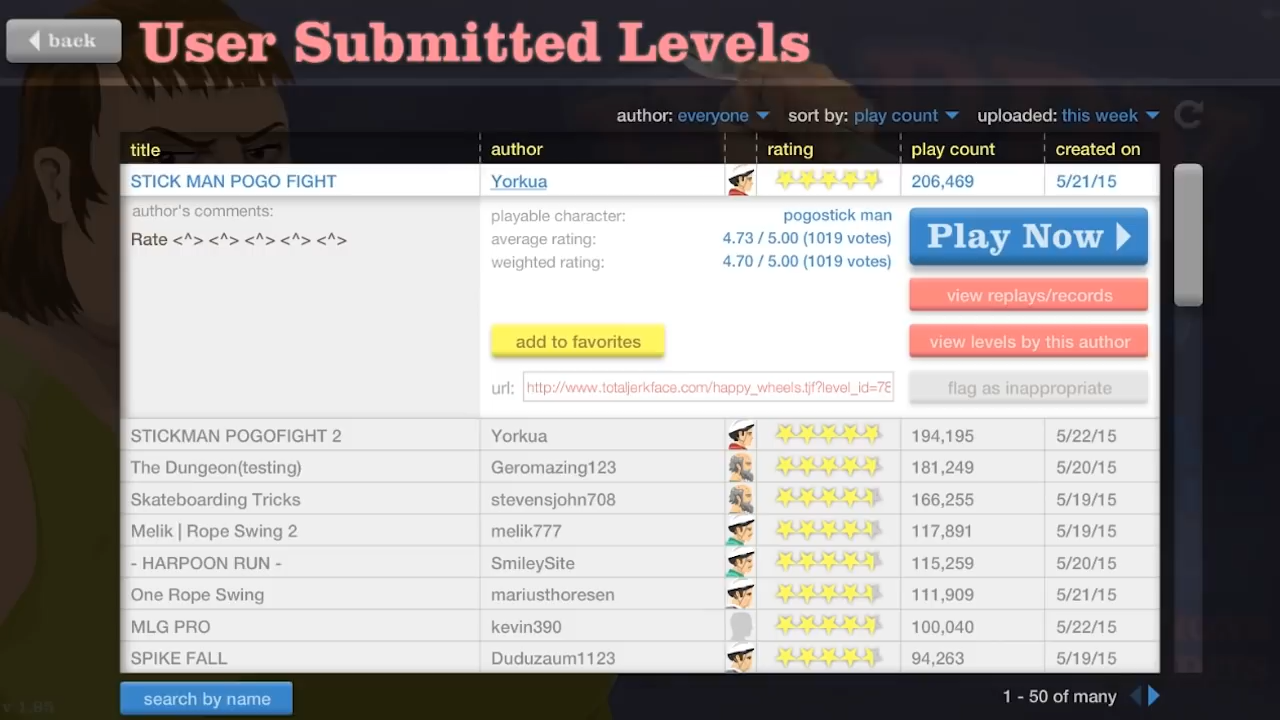 back
User Submitted Levels
author: everyone sort by: play count uploaded: this week
title author rating play count created on
STICK MAN POGO FIGHT Yorkua 206,469 5/21/15
author's comments:
Rate <^> <^> <^> <^> <^>
playable character: pogostick man
average rating: 4.73 / 5.00 (1019 votes)
weighted rating: 4.70 / 5.00 (1019 votes)
Play Now
view replays/records
add to favorites
view levels by this author
url: http://www.totaljerkface.com/happy_wheels.tjf?level_id=78
flag as inappropriate
STICKMAN POGOFIGHT 2 Yorkua 194,195 5/22/15
The Dungeon(testing) Geromazing123 181,249 5/20/15
Skateboarding Tricks stevensjohn708 166,255 5/19/15
Melik | Rope Swing 2 melik777 117,891 5/19/15
- HARPOON RUN - SmileySite 115,259 5/20/15
One Rope Swing mariusthoresen 111,909 5/21/15
MLG PRO kevin390 100,040 5/22/15
SPIKE FALL Duduzaum1123 94,263 5/19/15
search by name
1 - 50 of many